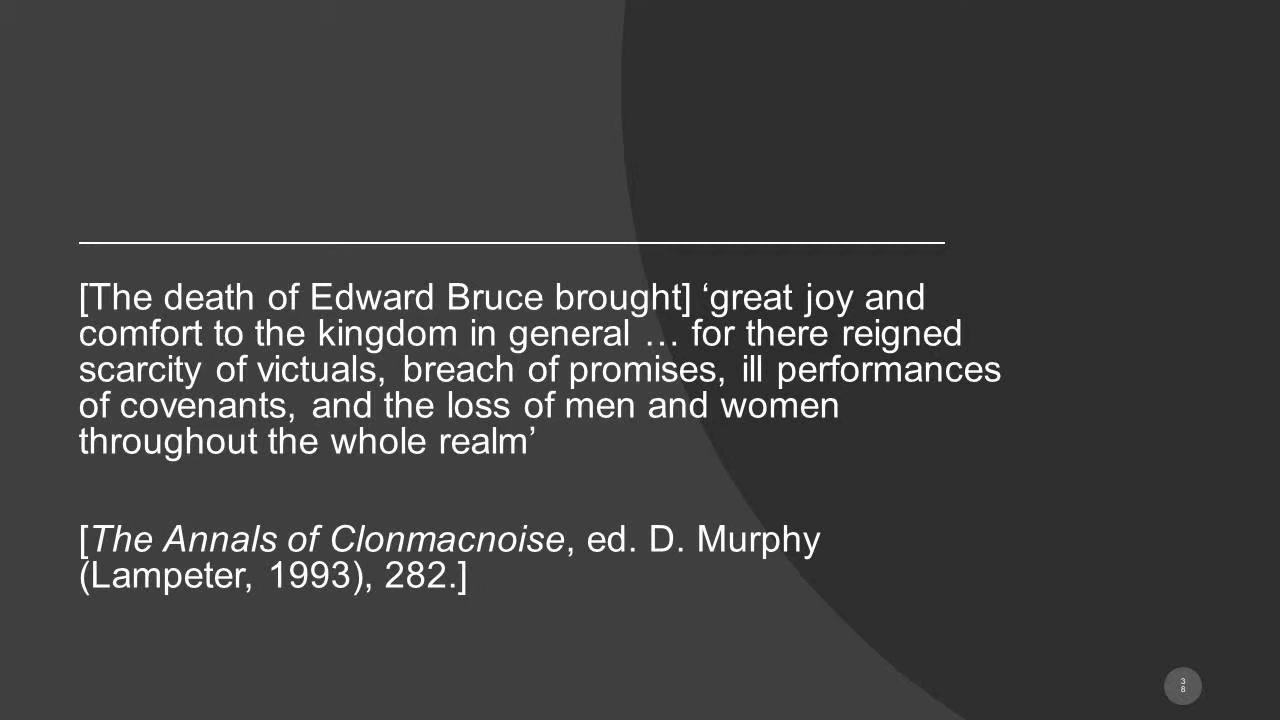 [The death of Edward Bruce brought] ‘great joy and
comfort to the kingdom in general … for there reigned
scarcity of victuals, breach of promises, ill performances
of covenants, and the loss of men and women
throughout the whole realm’
[The Annals of Clonmacnoise, ed. D. Murphy
(Lampeter, 1993), 282.]
3
8